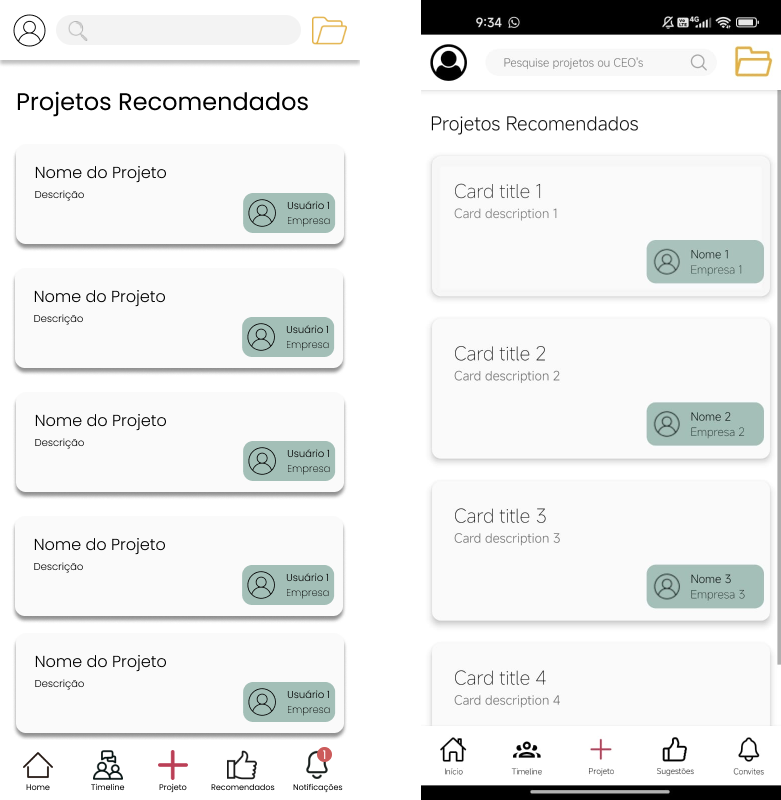 Projetos Recomendados
Nome do Projeto
Descrição
Usuário 1
Empresa
Nome do Projeto
Descrição
Usuário 1
Empresa
Nome do Projeto
Descrição
Usuário 1
Empresa
Nome do Projeto
Descrição
Usuário 1
Empresa
Nome do Projeto
Descrição
Usuário 1
Empresa
1
Home
Timeline
Projeto
Recomendados
Notificações
9:34
4G
Pesquise projetos ou CEO's
Projetos Recomendados
Card title 1
Card description 1
Nome 1
Empresa 1
Card title 2
Card description 2
Nome 2
Empresa 2
Card title 3
Card description 3
Nome 3
Empresa 3
Card title 4
Card description 4
Início
Timeline
Projeto
Sugestões
Convites